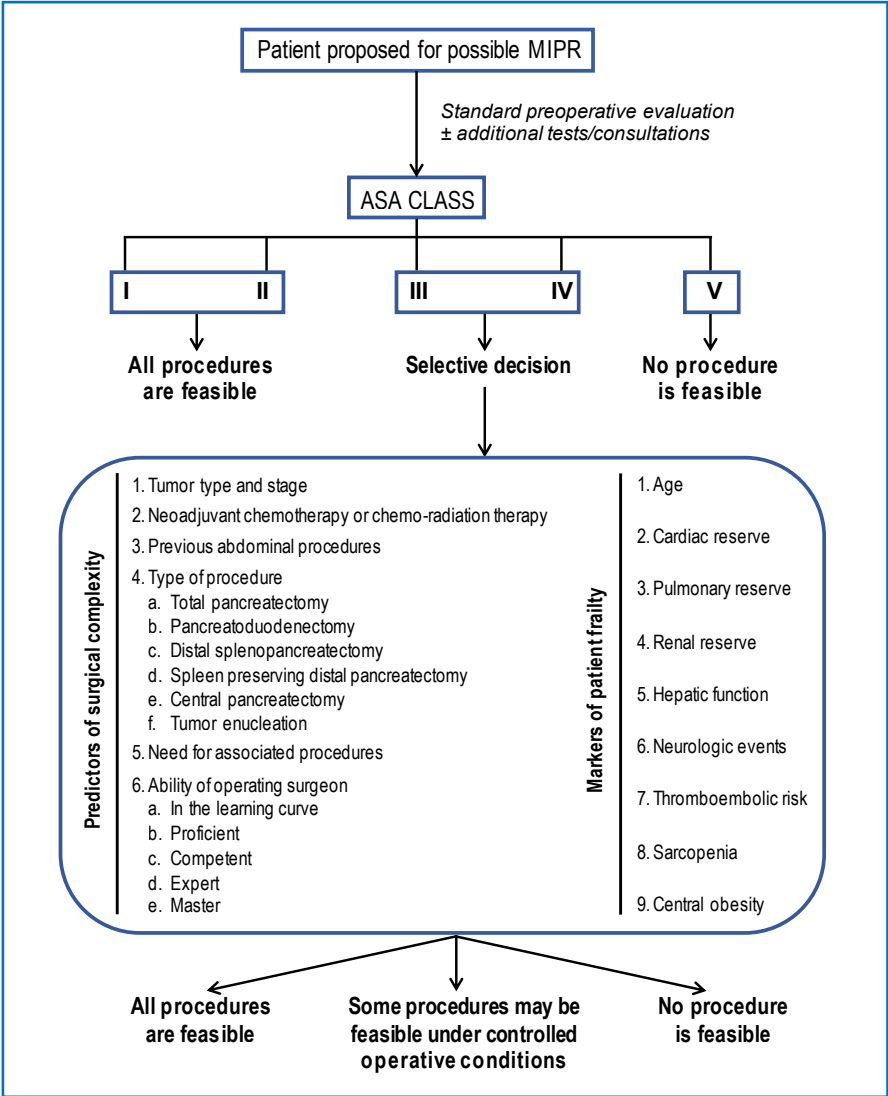 Patient proposed for possible MIPR
Standard preoperative evaluation
± additional tests/consultations
ASA CLASS
I
II
III
IV
V
All procedures
are feasible
Selective decision
No procedure
is feasible
Predictors of surgical complexity
1. Tumor type and stage
2. Neoadjuvant chemotherapy or chemo-radiation therapy
3. Previous abdominal procedures
4. Type of procedure
a. Total pancreatectomy
b. Pancreatoduodenectomy
c. Distal splenopancreatectomy
d. Spleen preserving distal pancreatectomy
e. Central pancreatectomy
f. Tumor enucleation
5. Need for associated procedures
6. Ability of operating surgeon
a. In the learning curve
b. Proficient
c. Competent
d. Expert
e. Master
Markers of patient frailty
1. Age
2. Cardiac reserve
3. Pulmonary reserve
4. Renal reserve
5. Hepatic function
6. Neurologic events
7. Thromboembolic risk
8. Sarcopenia
9. Central obesity
All procedures
are feasible
Some procedures may be
feasible under controlled
operative conditions
No procedure
is feasible